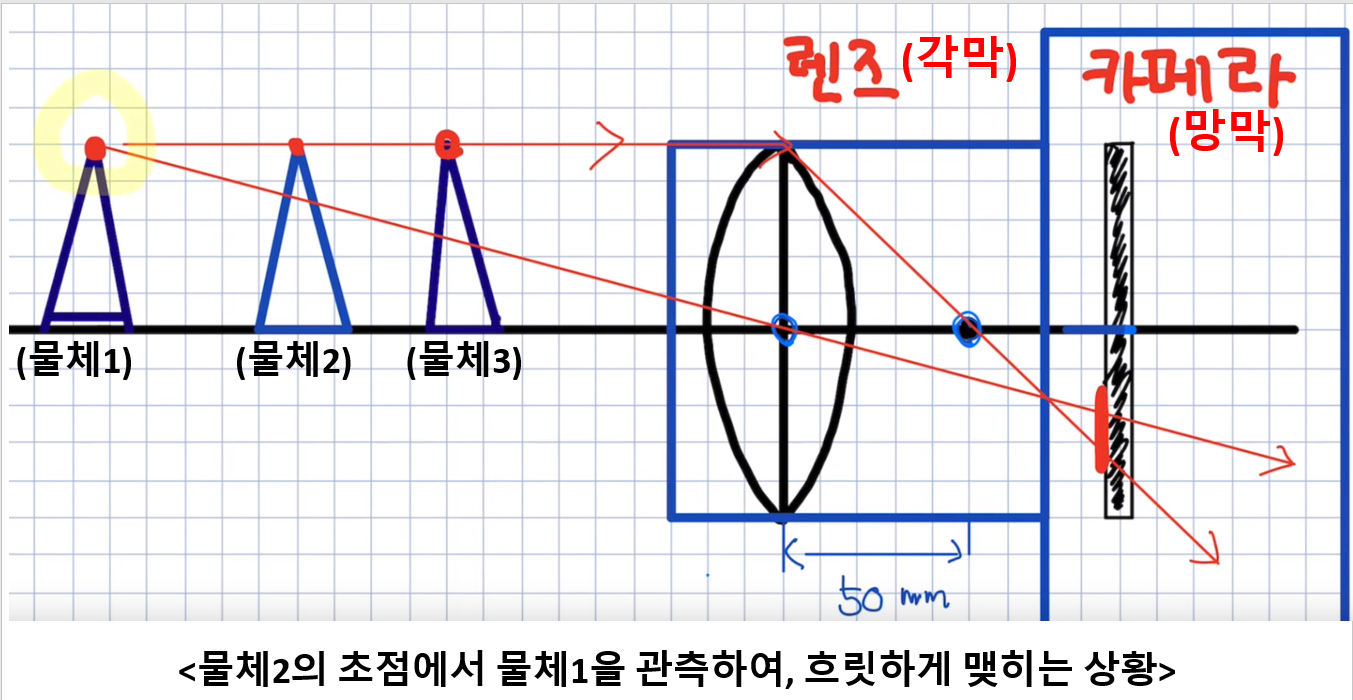 렌즈 (각막)
카메라
(망막)
(물체1)
(물체2)
(물체3)
50 mm
<물체2의 초점에서 물체1을 관측하여, 흐릿하게 맺히는 상황>